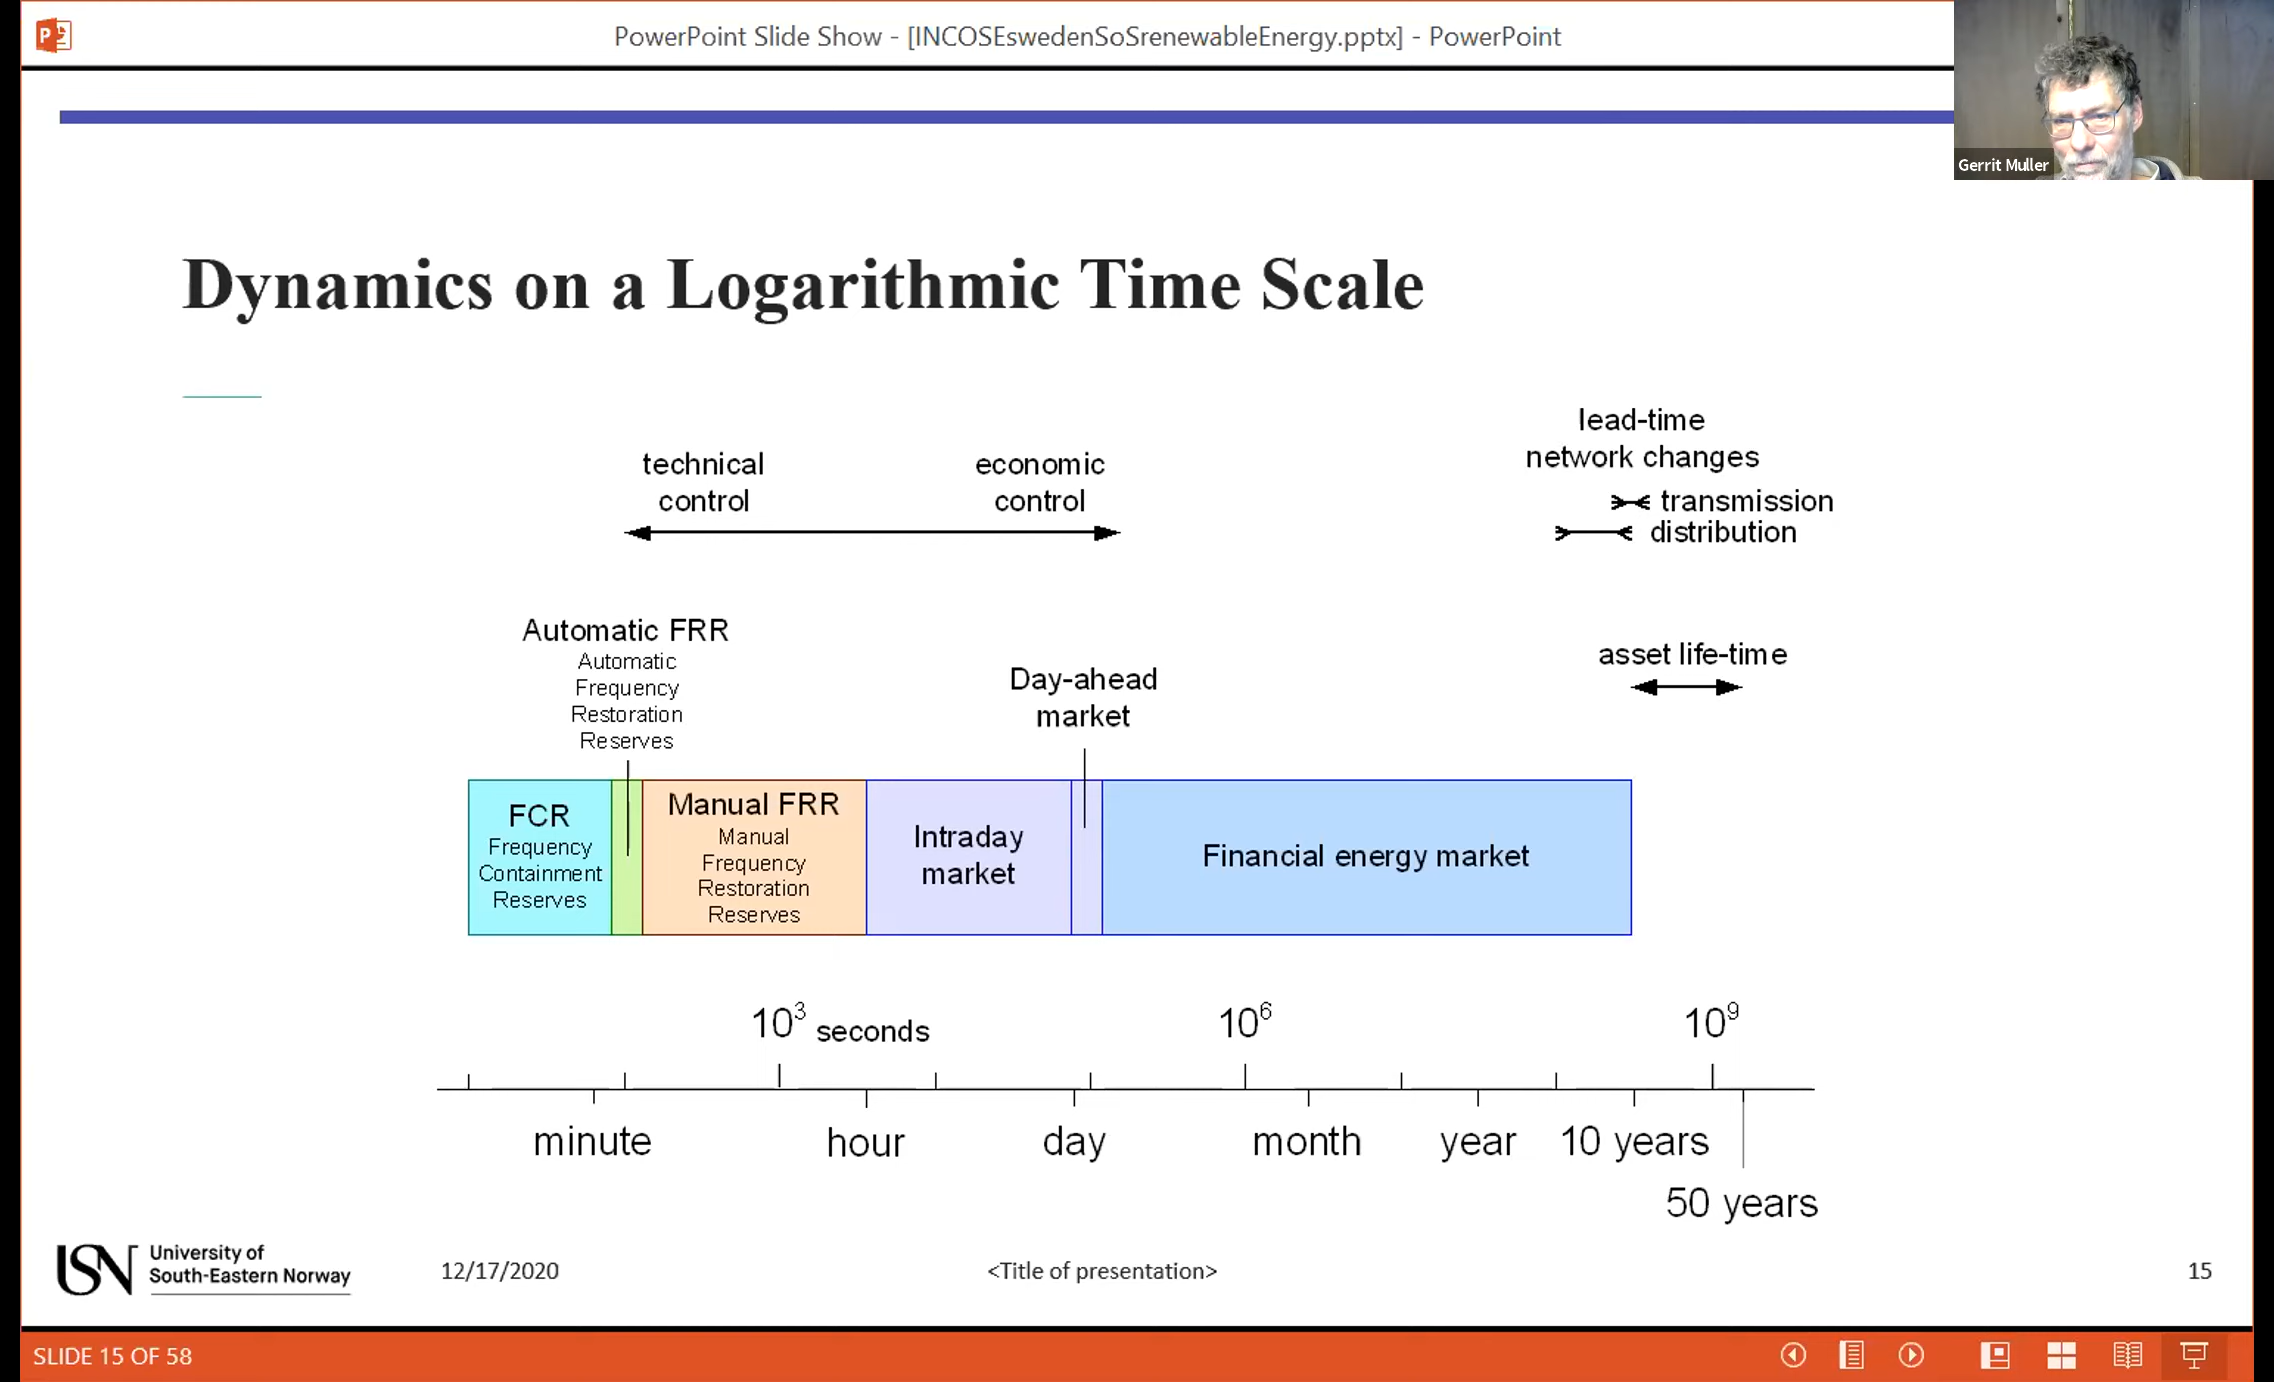 PowerPoint Slide Show - [INCOSEswedenSoSrenewableEnergy.pptx] - PowerPoint
Gerrit Muller
Dynamics on a Logarithmic Time Scale
technical
control
economic
control
lead-time
network changes
transmission
distribution
Automatic FRR
Automatic
Frequency
Restoration
Reserves
Day-ahead
market
asset life-time
FCR
Frequency
Containment
Reserves
Manual FRR
Manual
Frequency
Restoration
Reserves
Intraday
market
Financial energy market
10³ seconds
10⁶
10⁹
minute
hour
day
month
year
10 years
50 years
USN
University of
South-Eastern Norway
12/17/2020
<Title of presentation>
15
SLIDE 15 OF 58